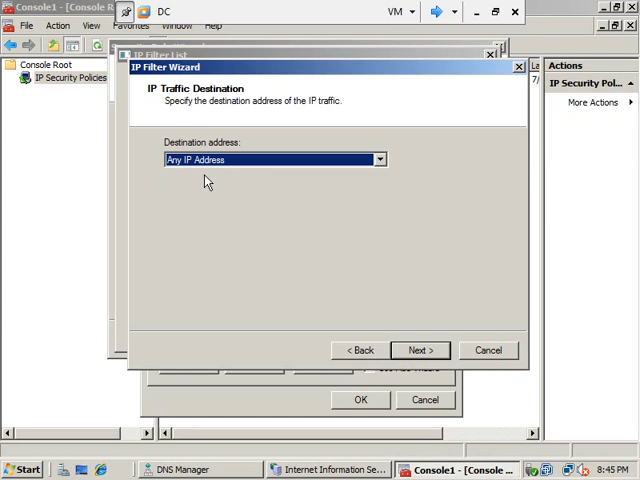 Console1 - [Console R
DC
VM
File
Action
View
Favorites
Window
Help
Console Root
IP Security Policies
IP Filter List
IP Filter Wizard
IP Traffic Destination
Specify the destination address of the IP traffic.
Destination address:
Any IP Address
< Back
Next >
Cancel
OK
Cancel
La
7/
Actions
IP Security Pol...
More Actions
Start
DNS Manager
Internet Information Se...
Console1 - [Console ...
8:45 PM